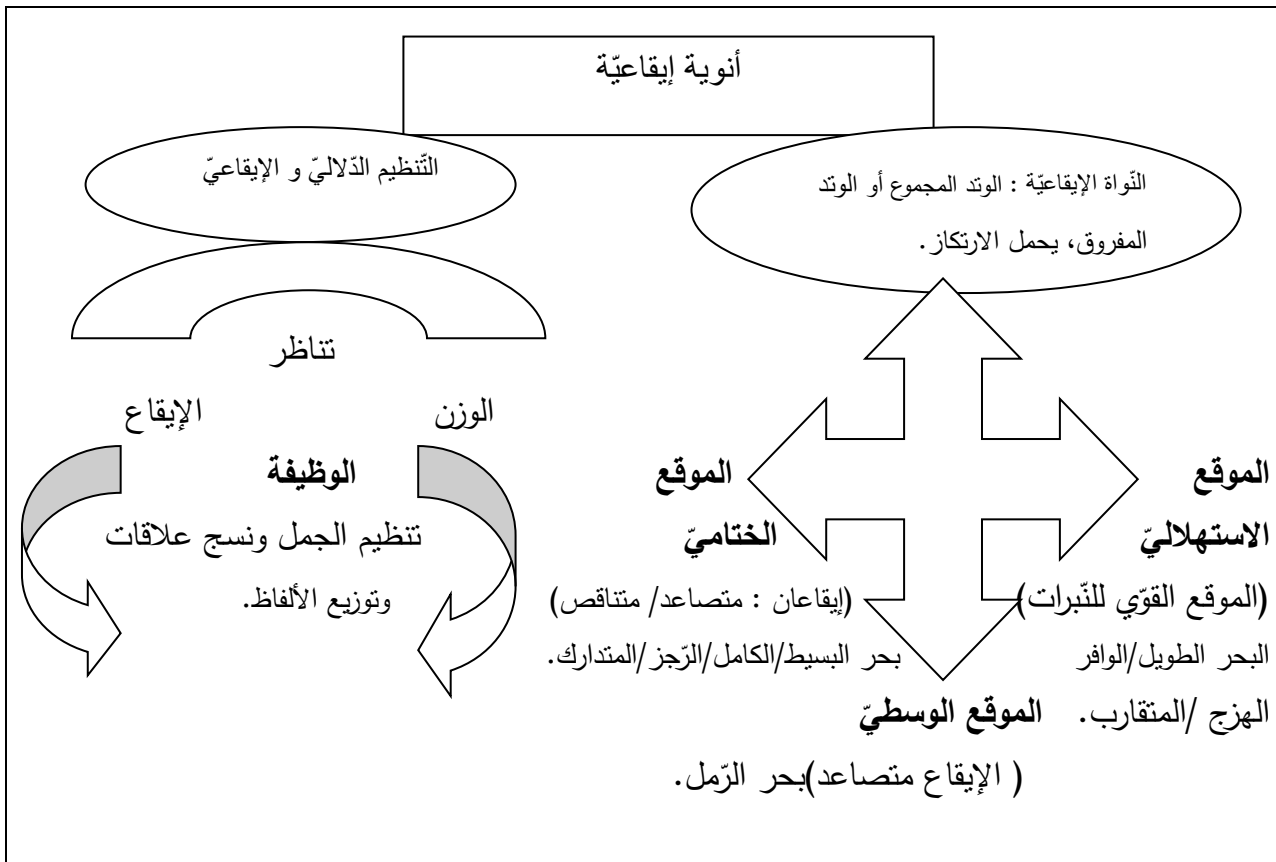 أنوية إيقاعيّة
النّواة الإيقاعيّة : الوتد المجموع أو الوتد
المفروق، يحمل الارتكاز.
التّنظيم الدّلاليّ و الإيقاعيّ
تناظر
الوزن
الإيقاع
الوظيفة
تنظيم الجمل ونسج علاقات
وتوزيع الألفاظ.
الموقع
الاستهلاليّ
(الموقع القوّي للنّبرات)
البحر الطويل/الوافر
الهزج /المتقارب.
الموقع
الختاميّ
(إيقاعان : متصاعد/ متناقص)
بحر البسيط/الكامل/الرّجز/المتدارك.
الموقع الوسطيّ
( الإيقاع متصاعد)بحر الرّمل.